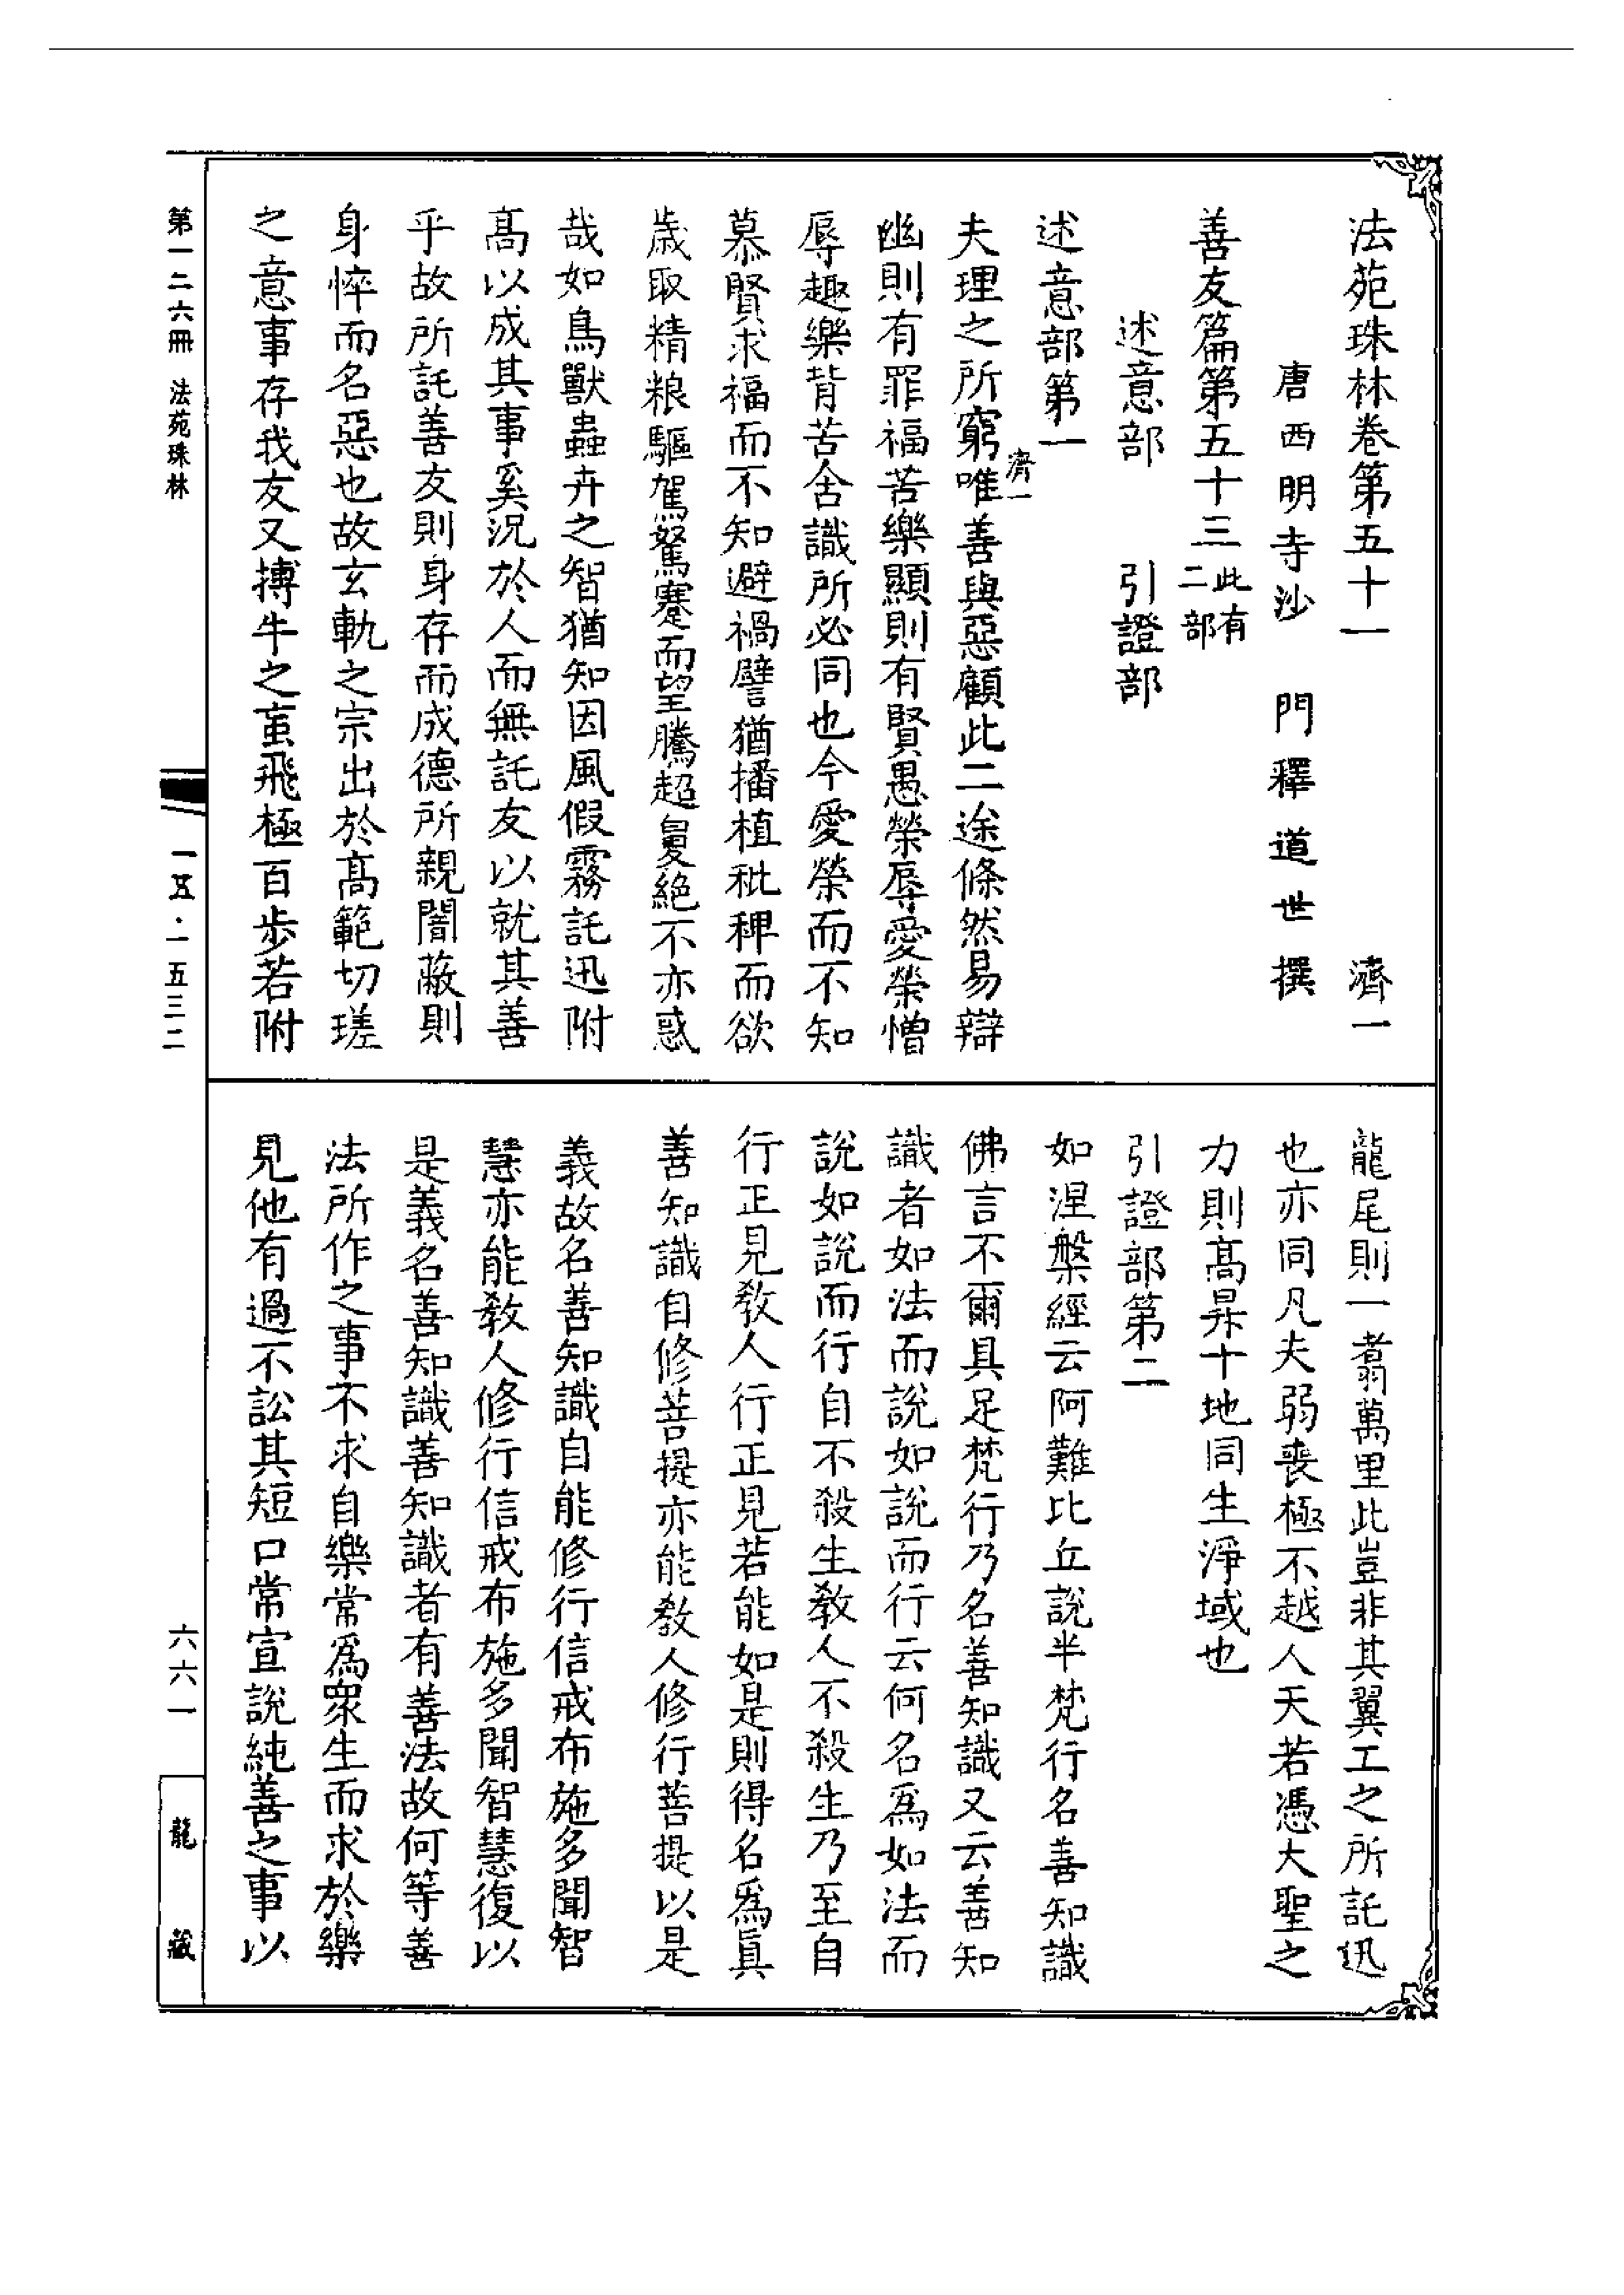 法苑珠林卷第五十一　濟一
唐西明寺沙門釋道世撰
善友篇第五十三此有二部
述意部　引證部
述意部第一
濟一
夫理之所窮唯善與惡顧此二途條然易辯
幽則有罪福苦樂顯則有賢愚榮辱愛榮憎
辱趣樂背苦含識所必同也今愛榮而不知
慕賢求福而不知避禍譬猶播植秕稗而欲
歲取精粮驅駕駑蹇而望騰超夐絶不亦惑
哉如鳥獸蟲卉之智猶知因風假霧託迅附
髙以成其事奚況於人而無託友以就其善
乎故所託善友則身存而成德所親闇蔽則
身悴而名惡也故玄軌之宗出於髙範切瑳
之意事存我友又搏牛之䖟飛極百步若附
龍尾則一翥萬里此豈非其翼工之所託迅
也亦同凡夫弱喪極不越人天若憑大聖之
力則髙昇十地同生淨域也
引證部第二
如涅槃經云阿難比丘說半梵行名善知識
佛言不爾具足梵行乃名善知識又云善知
識者如法而說如說而行云何名為如法而
說如說而行自不殺生教人不殺生乃至自
行正見教人行正見若能如是則得名為真
善知識自修菩提亦能教人修行菩提以是
義故名善知識自能修行信戒布施多聞智
慧亦能教人修行信戒布施多聞智慧復以
是義名善知識善知識者有善法故何等善
法所作之事不求自樂常為眾生而求於樂
見他有過不訟其短口常宣說純善之事以
第一二六冊　法苑珠林
一五·一五三二
六六一
龍藏